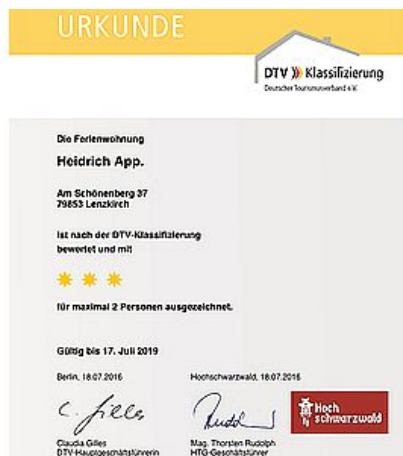 URKUNDE
DTV Klassifizierung
Deutscher Tourismusverband e.V.
Die Ferienwohnung
Heidrich App.
Am Schönenberg 37
79853 Lenzkirch
ist nach der DTV-Klassifizierung
bewertet und mit
für maximal 2 Personen ausgezeichnet.
Gültig bis 17. Juli 2019
Berlin, 18.07.2016
Hochschwarzwald, 18.07.2016
C. Gilles
Rudolph
Hoch
schwarzwald
Claudia Gilles
DTV-Hauptgeschäftsführerin
Mag. Thorsten Rudolph
HTG-Geschäftsführer